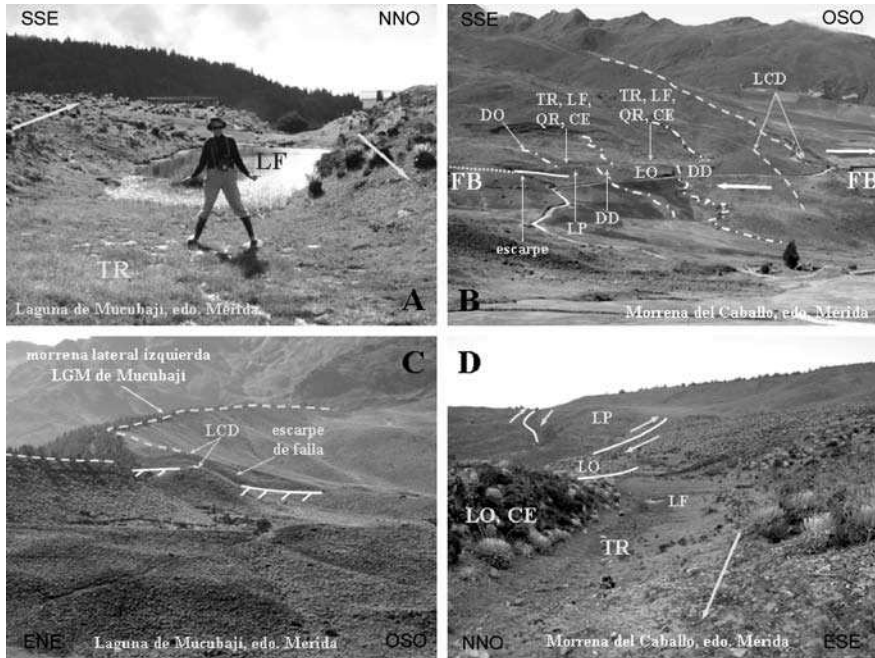 SSE
NNO
LF
TR
A
Laguna de Mucubají, edo. Mérida
SSE
OSO
LCD
TR, LF,
QR, CE
TR, LF,
QR, CE
DO
LO
DD
FB
FB
LP
DD
escarpe
B
Morrena del Caballo, edo. Mérida
C
morrena lateral izquierda
LGM de Mucubají
LCD
escarpe
de falla
ENE
OSO
Laguna de Mucubají, edo. Mérida
D
LP
LO
LO, CE
LF
TR
NNO
ESE
Morrena del Caballo, edo. Mérida